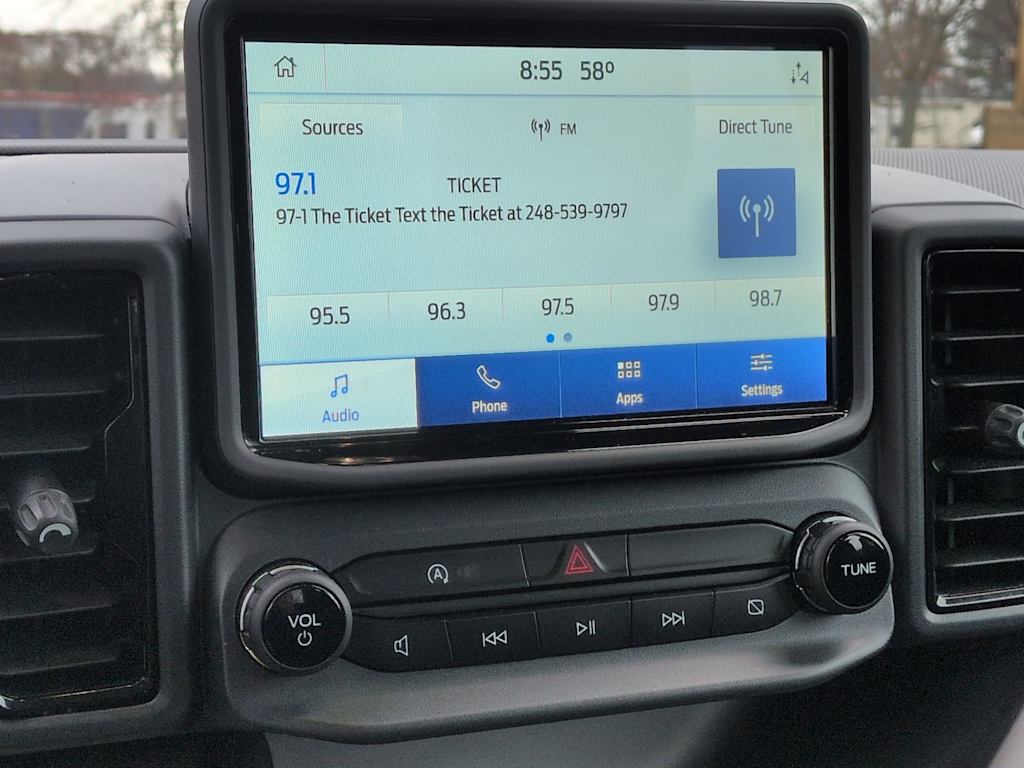 8:55 58º
Sources FM Direct Tune
97.1 TICKET
97-1 The Ticket Text the Ticket at 248-539-9797
95.5 96.3 97.5 97.9 98.7
Audio Phone Apps Settings
A
VOL
TUNE